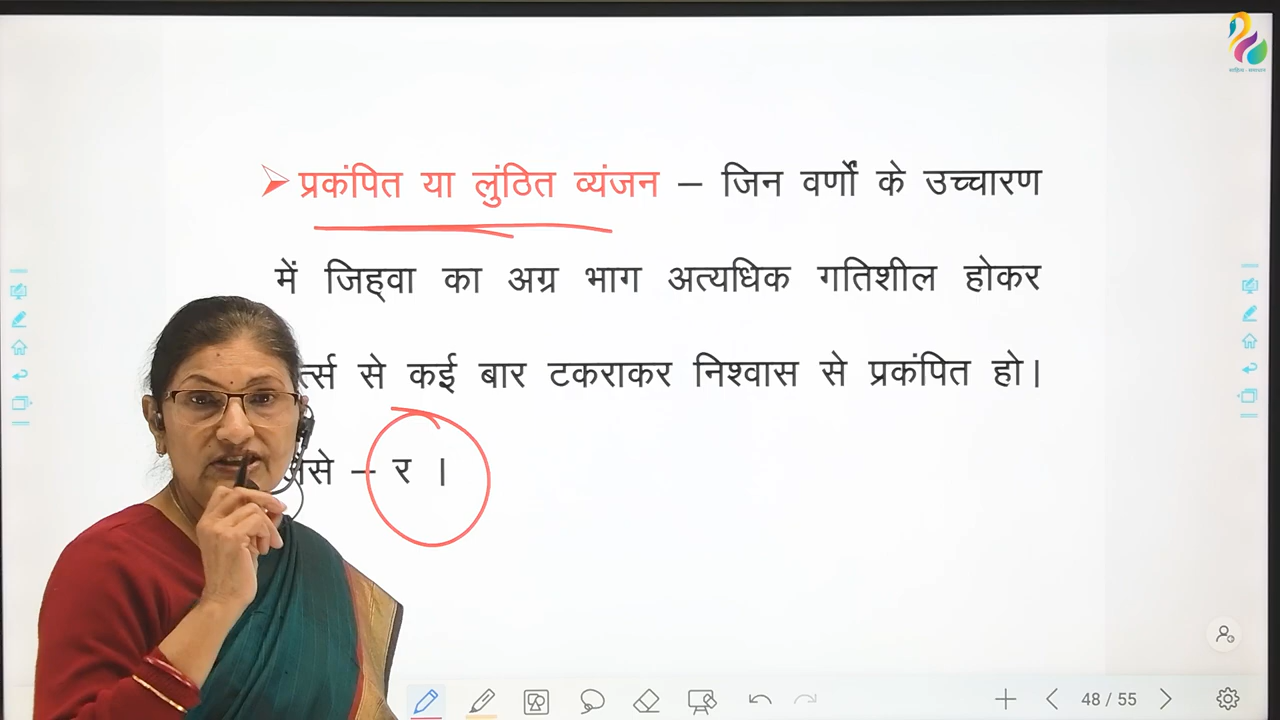 प्रकंपित या लुंठित व्यंजन – जिन वर्णों के उच्चारण
में जिह्वा का अग्र भाग अत्यधिक गतिशील होकर
से कई बार टकराकर निश्वास से प्रकंपित हो।
– र ।
48 / 55